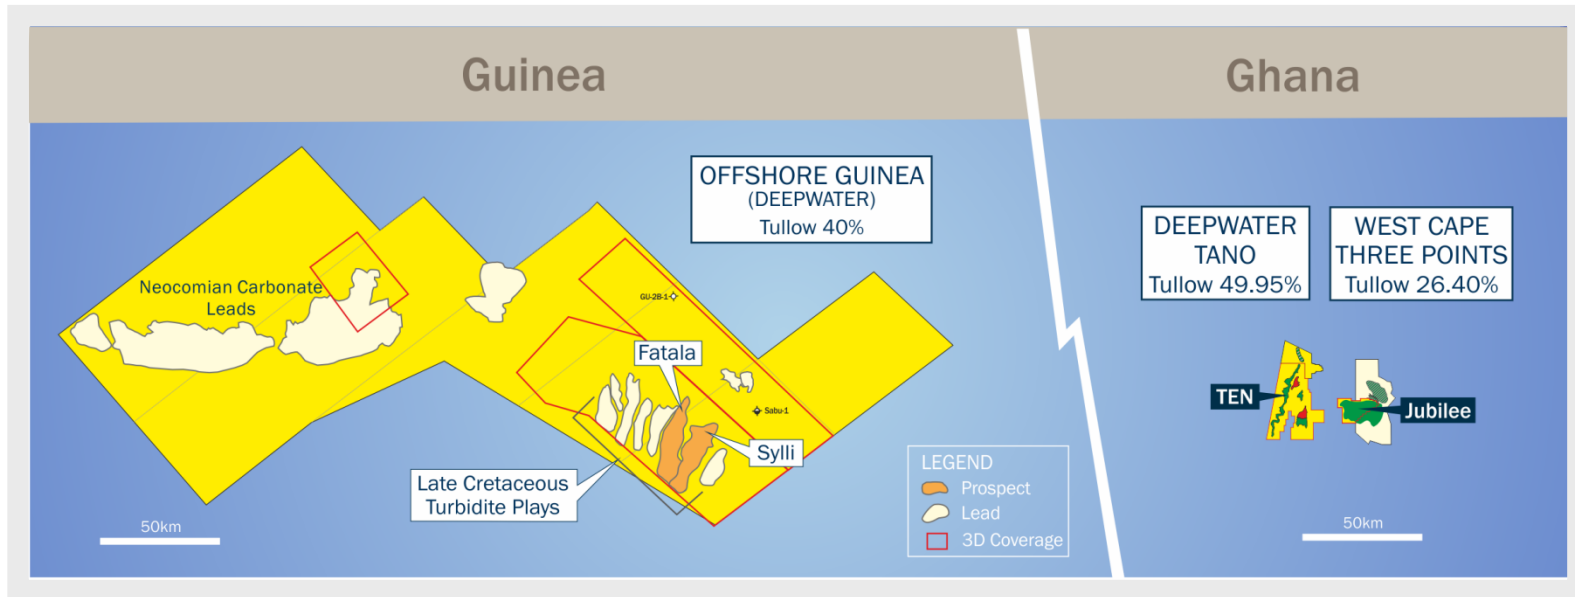 Guinea
Ghana
OFFSHORE GUINEA
(DEEPWATER)
Tullow 40%
DEEPWATER
TANO
Tullow 49.95%
WEST CAPE
THREE POINTS
Tullow 26.40%
Neocomian Carbonate
Leads
GU-2B-1
Fatala
Sabu-1
Sylli
TEN
Jubilee
Late Cretaceous
Turbidite Plays
LEGEND
Prospect
Lead
3D Coverage
50km
50km